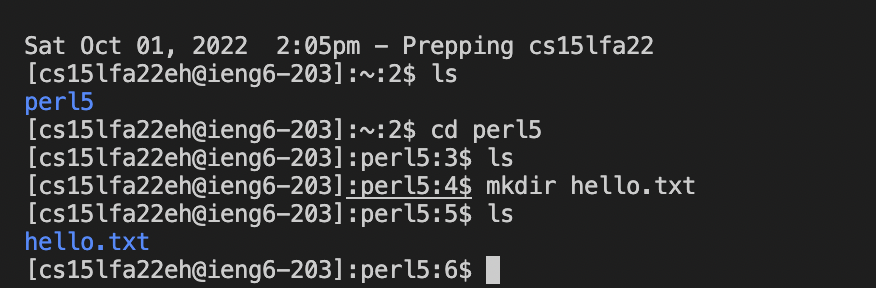 Sat Oct 01, 2022  2:05pm - Prepping cs15lfa22
[cs15lfa22eh@ieng6-203]:~:2$ ls
perl5
[cs15lfa22eh@ieng6-203]:~:2$ cd perl5
[cs15lfa22eh@ieng6-203]:perl5:3$ ls
[cs15lfa22eh@ieng6-203]:perl5:4$ mkdir hello.txt
[cs15lfa22eh@ieng6-203]:perl5:5$ ls
hello.txt
[cs15lfa22eh@ieng6-203]:perl5:6$